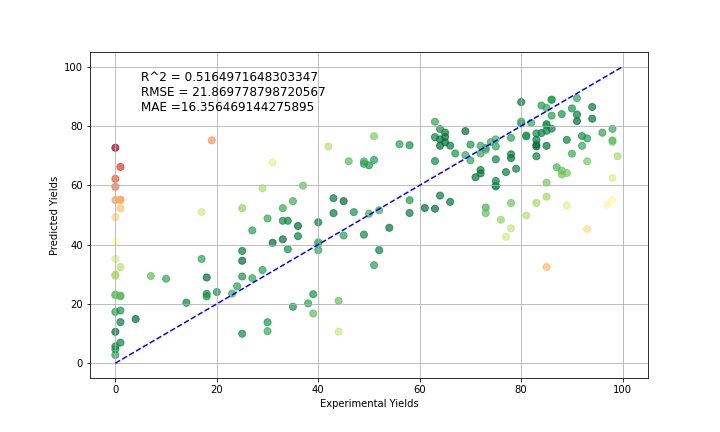 R^2 = 0.5164971648303347
RMSE = 21.869778798720567
MAE =16.356469144275895
Predicted Yields
100
80
60
40
20
0
0 20 40 60 80 100
Experimental Yields